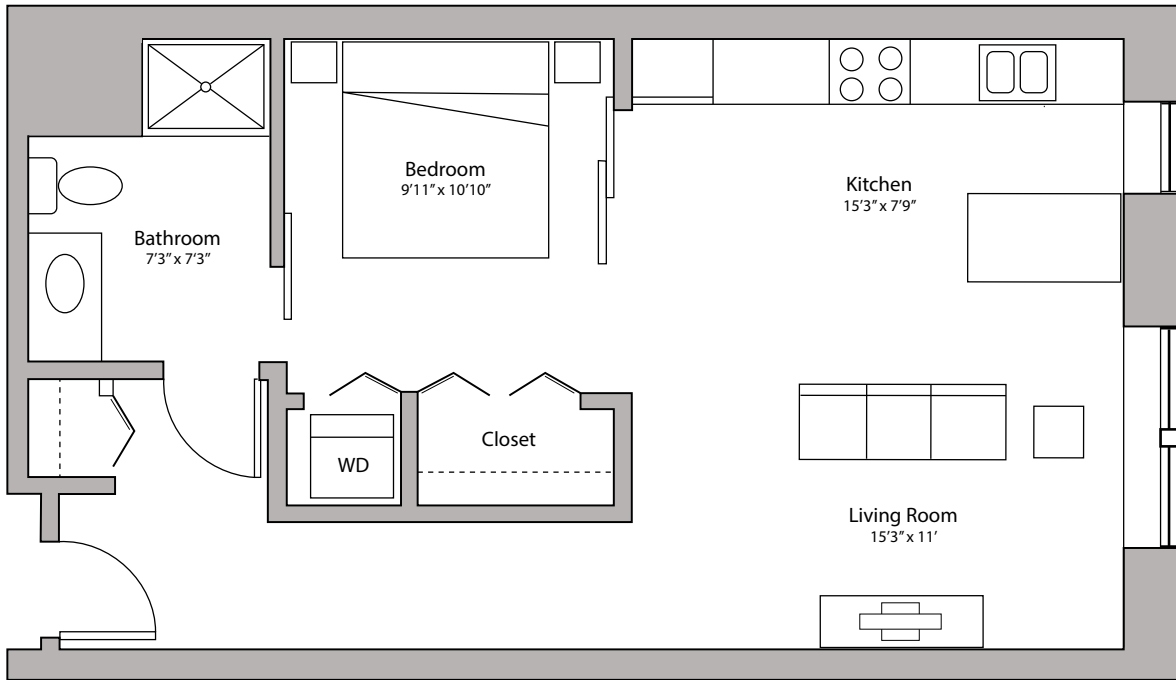 Bedroom
9’11” x 10’10”
Kitchen
15’3” x 7’9”
Bathroom
7’3” x 7’3”
Closet
WD
Living Room
15’3” x 11’